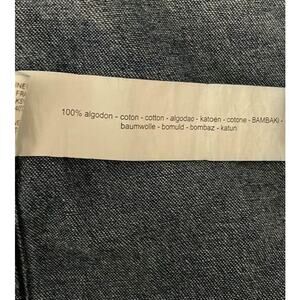 100% algodon - coton - cotton - algodao - katoen - cotone - BAMBAKI -
baumwolle - bomuld - bombaz - katun